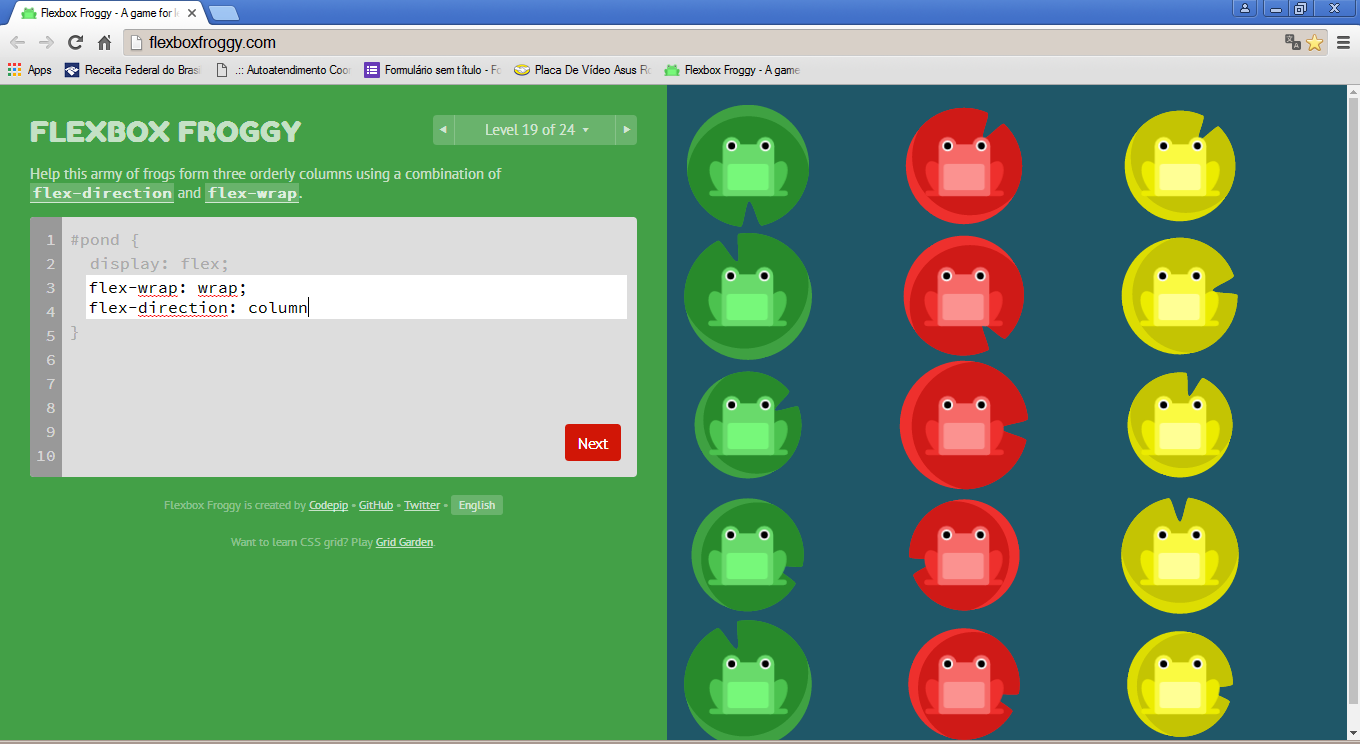 Flexbox Froggy - A game for le
flexboxfroggy.com
Apps Receita Federal do Brasi .:: Autoatendimento Coor Formulário sem título - Fo Placa De Vídeo Asus Ro Flexbox Froggy - A game
FLEXBOX FROGGY
Level 19 of 24
Help this army of frogs form three orderly columns using a combination of
flex-direction and flex-wrap.
1 #pond {
2 display: flex;
3 flex-wrap: wrap;
4 flex-direction: column
5 }
6
7
8
9
10
Next
Flexbox Froggy is created by Codepip • GitHub • Twitter • English
Want to learn CSS grid? Play Grid Garden.